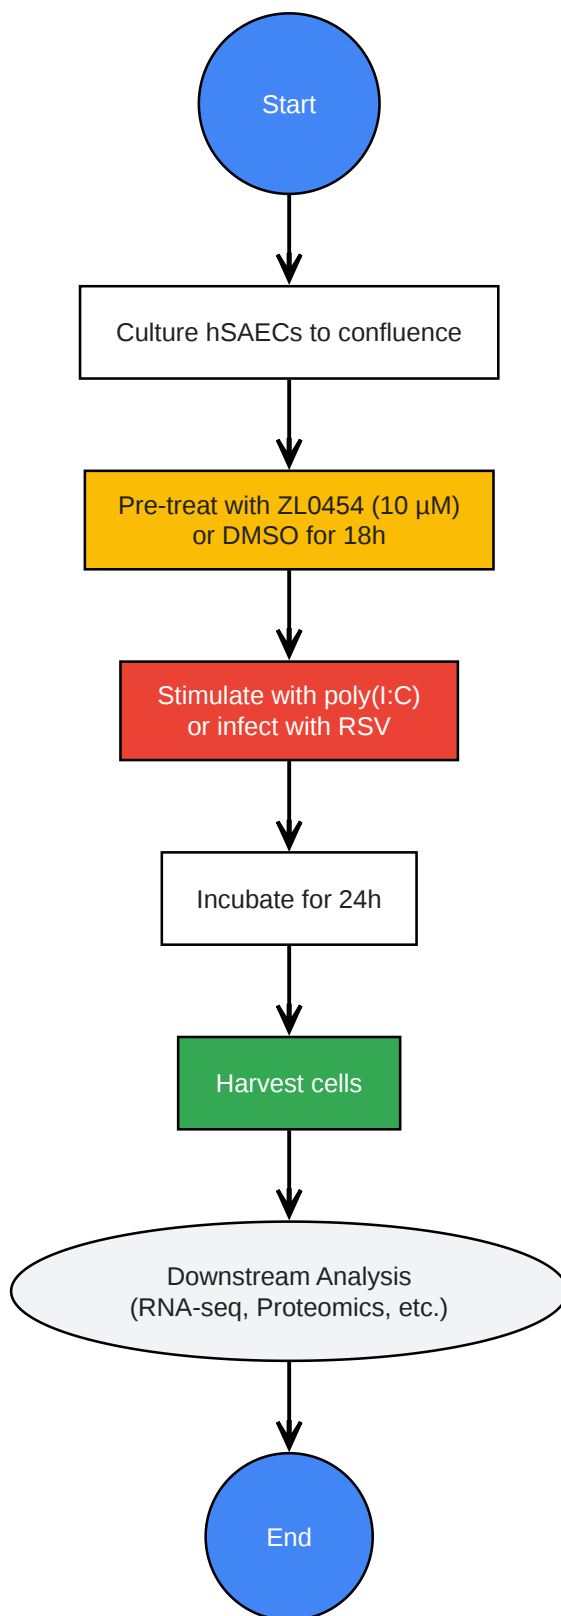 Start
Culture hSAECs to confluence
Pre-treat with ZL0454 (10 µM)
or DMSO for 18h
Stimulate with poly(I:C)
or infect with RSV
Incubate for 24h
Harvest cells
Downstream Analysis
(RNA-seq, Proteomics, etc.)
End